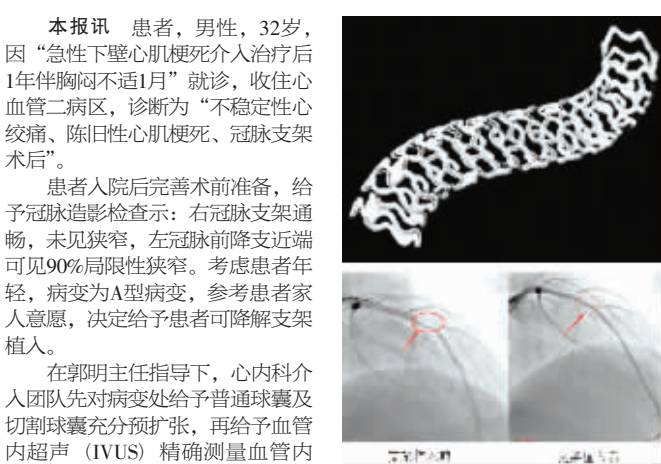 本报讯 患者，男性，32岁，
因“急性下壁心肌梗死介入治疗后
1年伴胸闷不适1月”就诊，收住心
血管二病区，诊断为“不稳定性心
绞痛、陈旧性心肌梗死、冠脉支架
术后”。
患者入院后完善术前准备，给
予冠脉造影检查示：右冠脉支架通
畅，未见狭窄，左冠脉前降支近端
可见90%局限性狭窄。考虑患者年
轻，病变为A型病变，参考患者家
人意愿，决定给予患者可降解支架
植入。
在郭明主任指导下，心内科介
入团队先对病变处给予普通球囊及
切割球囊充分预扩张，再给予血管
内超声（IVUS）精确测量血管内